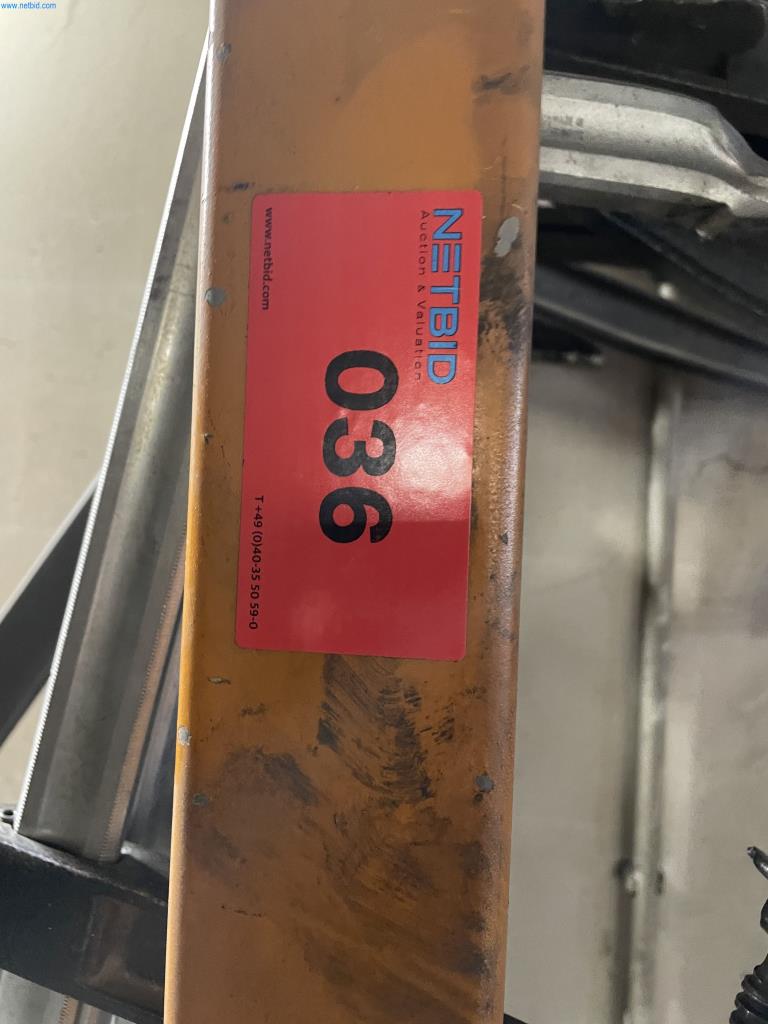 www.netbid.com
NETBID
Auction & Valuation
036
www.netbid.com
T +49 (0)40-35 50 59-0